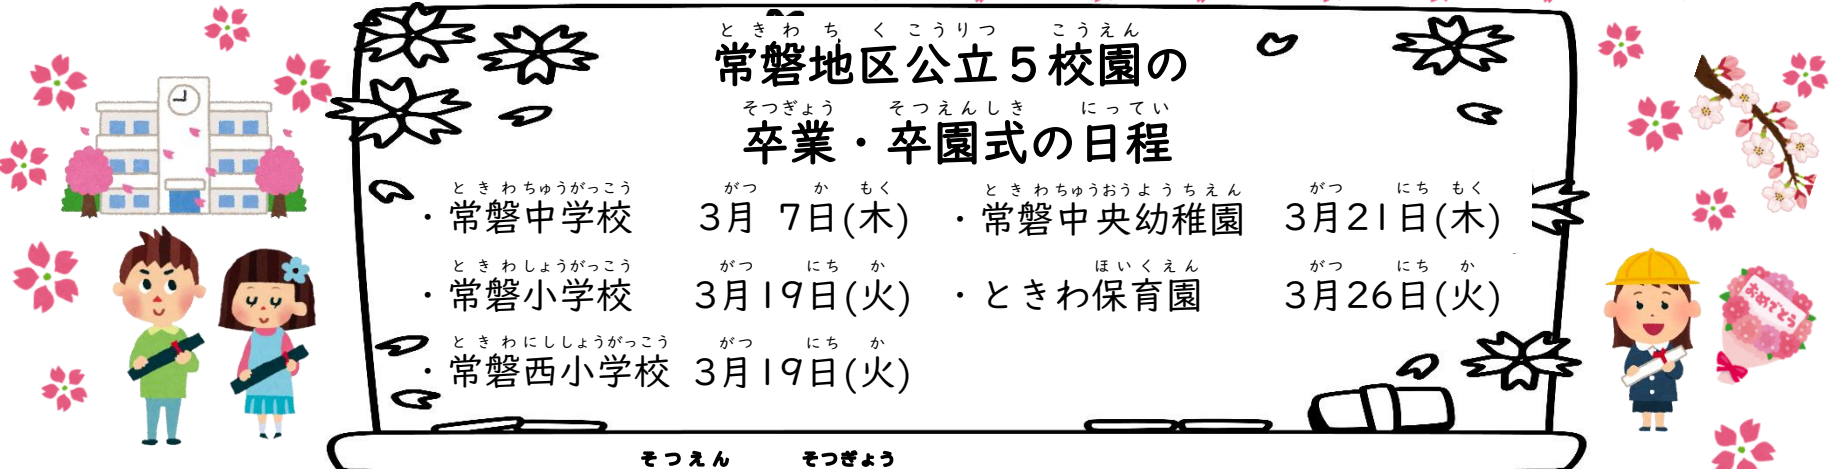 ときわちく こうりつ こうえん
常磐地区公立5校園の
そつぎょう そつえんしき にってい
卒業・卒園式の日程
ときわちゅうがっこう がつ か もく
・常磐中学校 3月 7日(木)
ときわしょうがっこう がつ にち か
・常磐小学校 3月19日(火)
ときわにししょうがっこう がつ にち か
・常磐西小学校 3月19日(火)
ときわちゅうおうようちえん がつ にち もく
・常磐中央幼稚園 3月21日(木)
ほいくえん がつ にち か
・ときわ保育園 3月26日(火)
おめでとう
そつえん そつぎょう